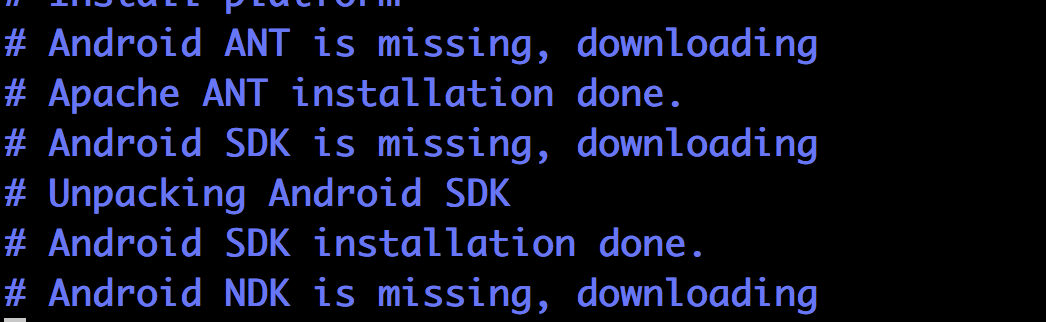 # Install platform
# Android ANT is missing, downloading
# Apache ANT installation done.
# Android SDK is missing, downloading
# Unpacking Android SDK
# Android SDK installation done.
# Android NDK is missing, downloading